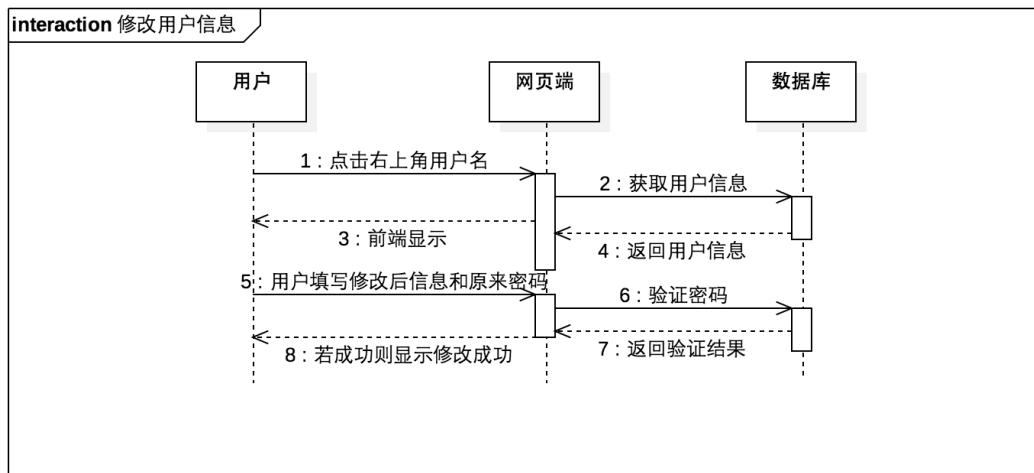 interaction 修改用户信息
用户
网页端
数据库
1 : 点击右上角用户名
2 : 获取用户信息
3 : 前端显示
4 : 返回用户信息
5 : 用户填写修改后信息和原来密码
6 : 验证密码
7 : 返回验证结果
8 : 若成功则显示修改成功